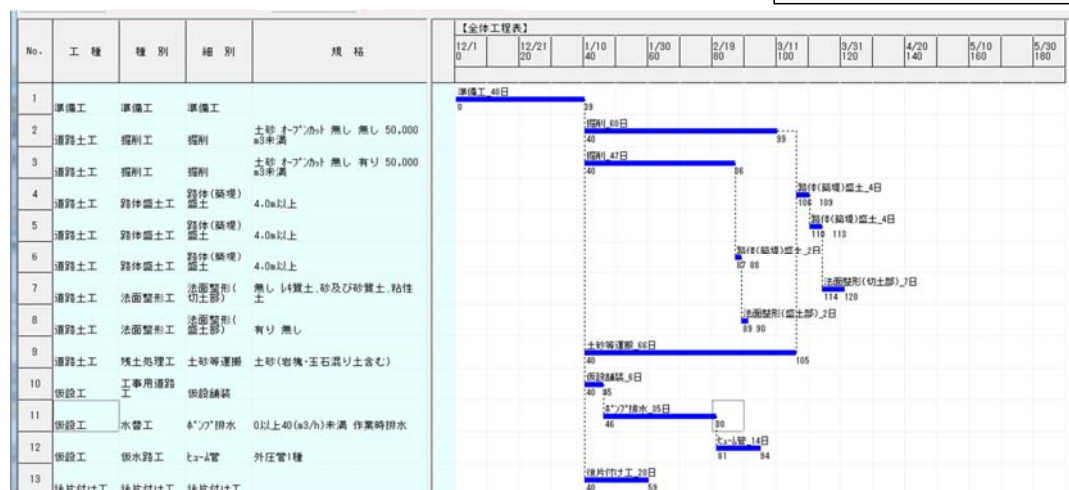 【全体工程表】
No. 工 種 種 別 細 別 規 格
12/1 12/21 1/10 1/30 2/19 3/11 3/31 4/20 5/10 5/30
0 20 40 60 80 100 120 140 160 180
1 準備工 準備工 準備工
準備工_40日
0 39
2 道路土工 掘削工 掘削 土砂 オープンカット 無し 無し 50,000
m3未満
掘削_60日
40 99
3 道路土工 掘削工 掘削 土砂 オープンカット 無し 有り 50,000
m3未満
掘削_47日
40 86
4 道路土工 路体盛土工 路体(築堤)
盛土 4.0m以上
路体(築堤)盛土_4日
106 109
5 道路土工 路体盛土工 路体(築堤)
盛土 4.0m以上
路体(築堤)盛土_4日
110 113
6 道路土工 路体盛土工 路体(築堤)
盛土 4.0m以上
路体(築堤)盛土_2日
87 88
7 道路土工 法面整形工 法面整形(
切土部) 無し レキ質土、砂及び砂質土、粘性
土
法面整形(切土部)_7日
114 120
8 道路土工 法面整形工 法面整形(
盛土部) 有り 無し
法面整形(盛土部)_2日
89 90
9 道路土工 残土処理工 土砂等運搬 土砂(岩塊・玉石混り土含む)
土砂等運搬_66日
40 105
10 仮設工 工事用道路
工 仮設舗装
仮設舗装_6日
40 45
11 仮設工 水替工 ポンプ排水 0以上40(m3/h)未満 作業時排水
ポンプ排水_35日
46 80
12 仮設工 仮水路工 ヒューム管 外圧管1種
ヒューム管_14日
81 94
13 後片付け工 後片付け工 後片付け工
後片付け工_20日
40 59